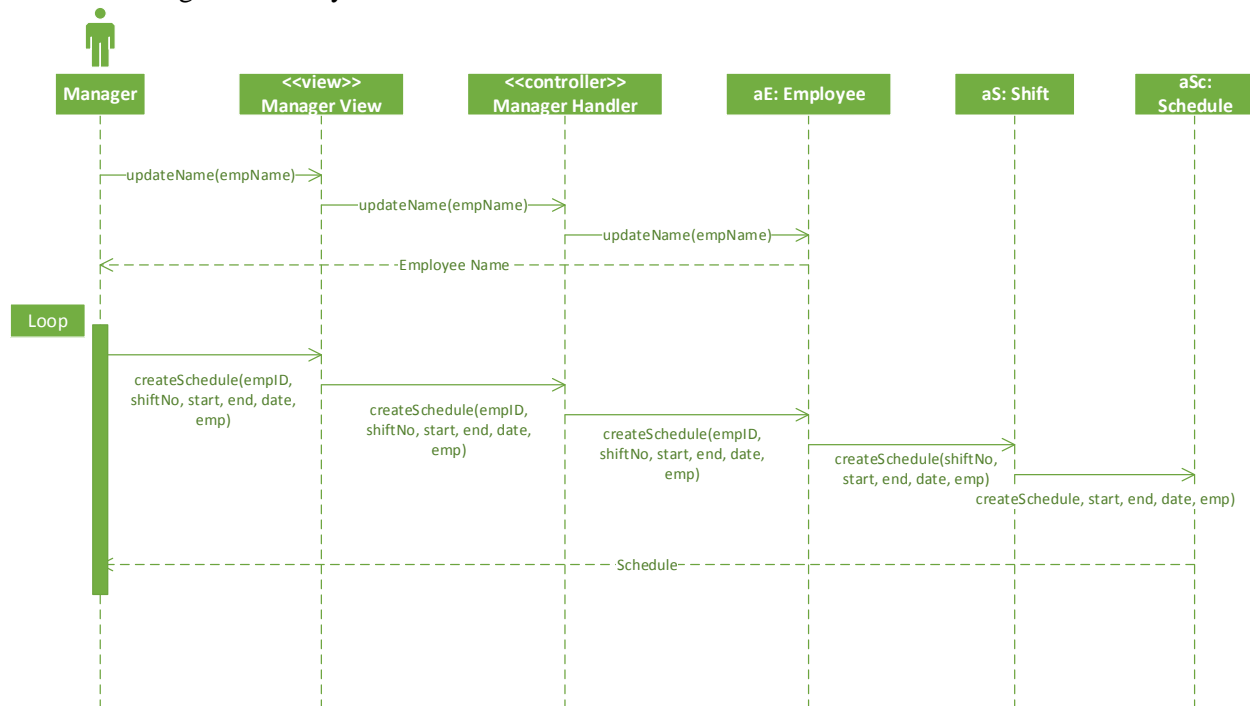 Manager
<<view>>
Manager View
<<controller>>
Manager Handler
aE: Employee
aS: Shift
aSc:
Schedule
updateName(empName)
updateName(empName)
updateName(empName)
Employee Name
Loop
createSchedule(empID,
shiftNo, start, end, date,
emp)
createSchedule(empID,
shiftNo, start, end, date,
emp)
createSchedule(empID,
shiftNo, start, end, date,
emp)
createSchedule(shiftNo,
start, end, date, emp)
createSchedule, start, end, date, emp)
Schedule